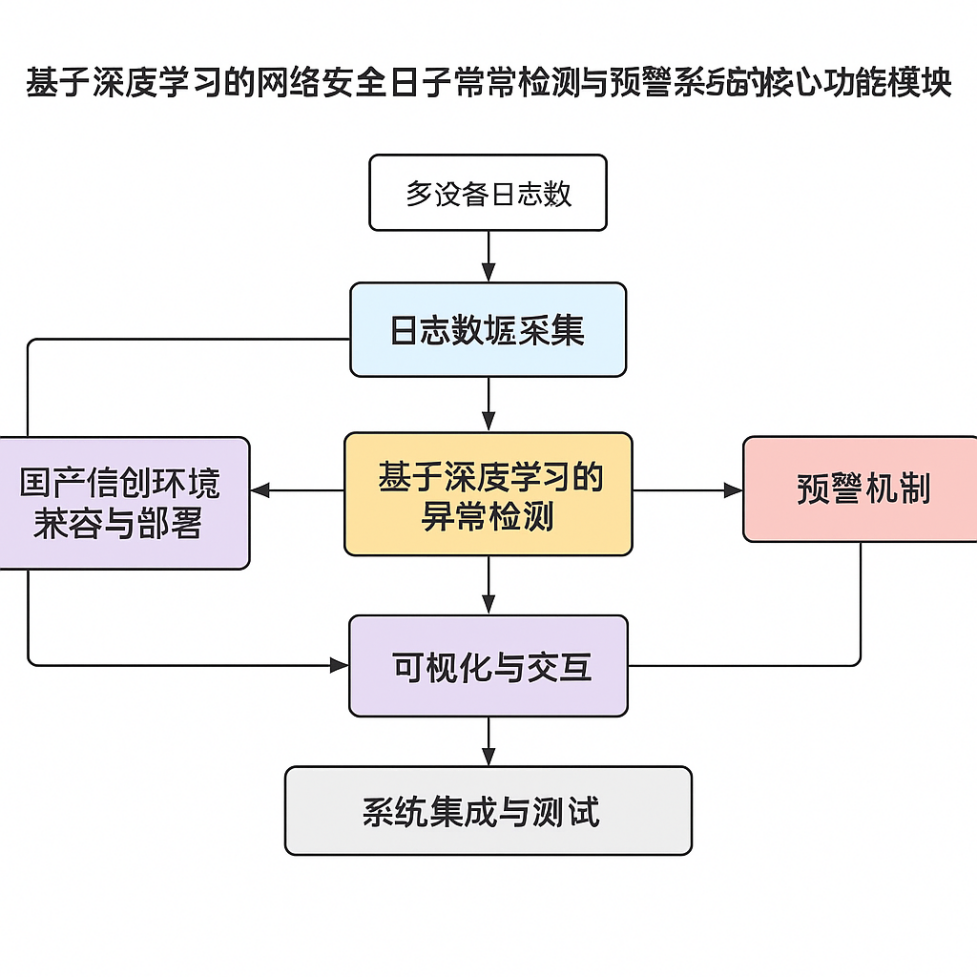 基于深度学习的网络安全日子常常检测与预警系统的核心功能模块
多设备日志数
日志数据采集
国产信创环境
兼容与部署
基于深度学习的
异常检测
预警机制
可视化与交互
系统集成与测试